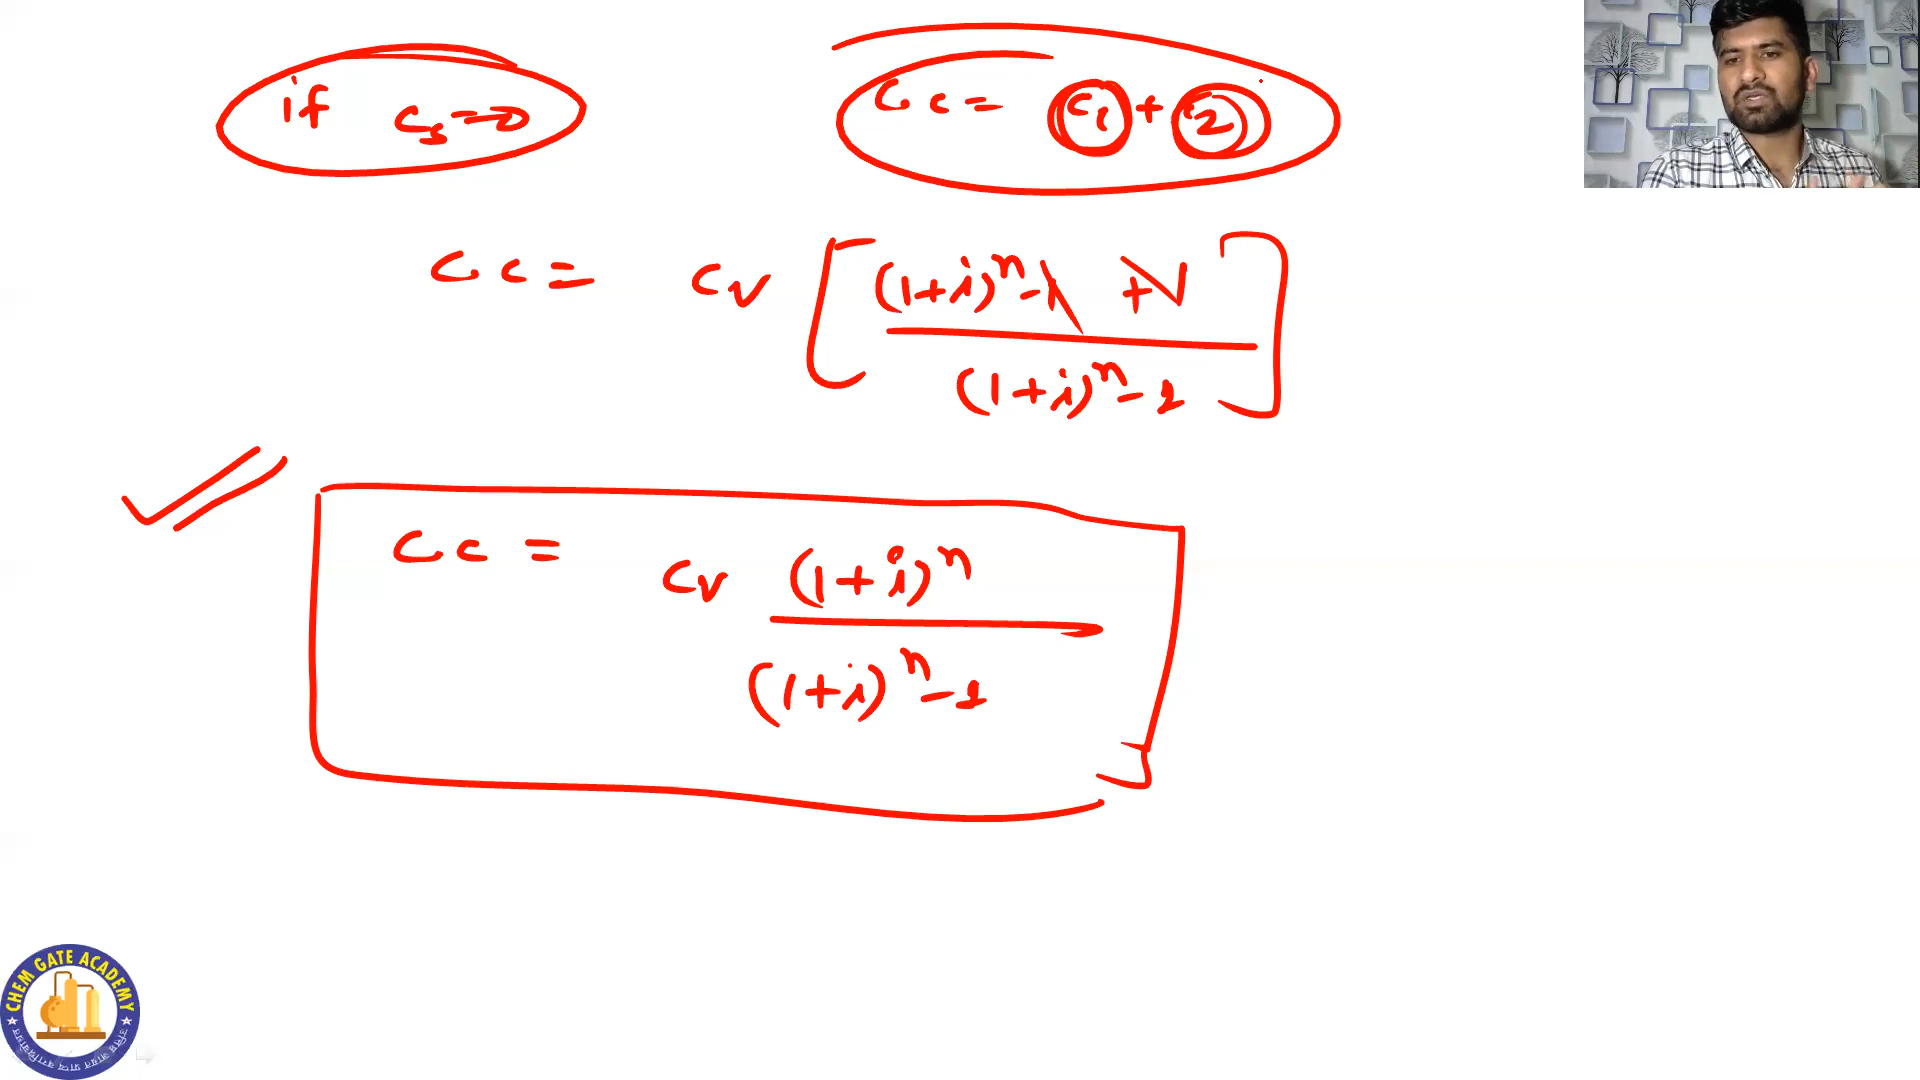 if Cs=0
Cc= C1 + C2
Cc = Cv [ (1+i)^n -1 +1
(1+i)^n -1 ]
Cc = Cv (1+i)^n
(1+i)^n -1
CHEM GATE ACADEMY